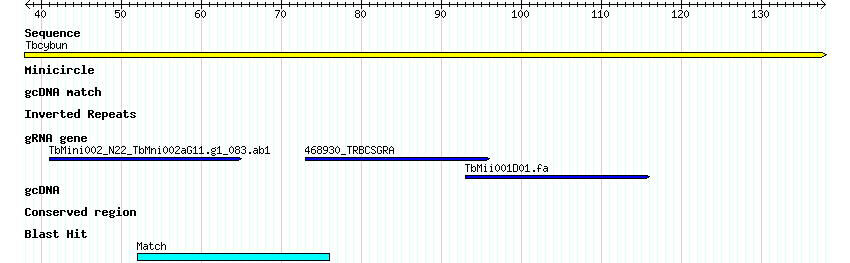 40 50 60 70 80 90 100 110 120 130
Sequence
Tbcybun
Minicircle
gcDNA match
Inverted Repeats
gRNA gene
TbMini002_N22_TbMni002aG11.g1_083.ab1 468930_TRBCSGRA
TbMii001D01.fa
gcDNA
Conserved region
Blast Hit
Match